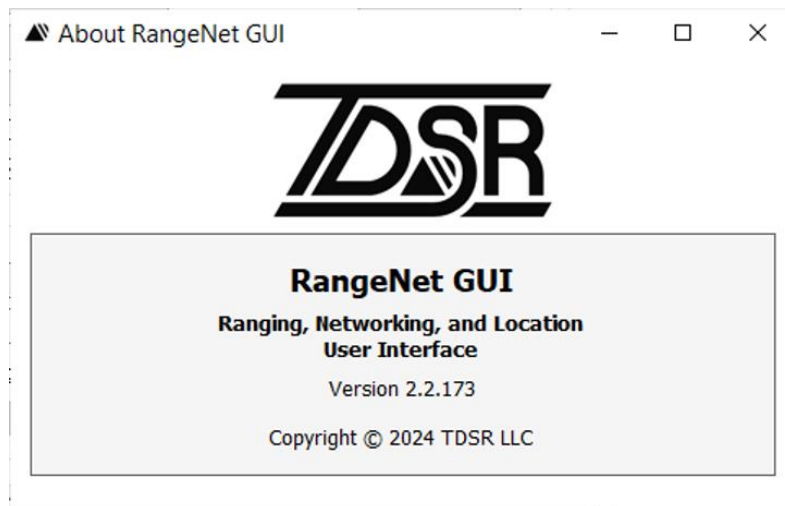 About RangeNet GUI
TDSR
RangeNet GUI
Ranging, Networking, and Location
User Interface
Version 2.2.173
Copyright © 2024 TDSR LLC